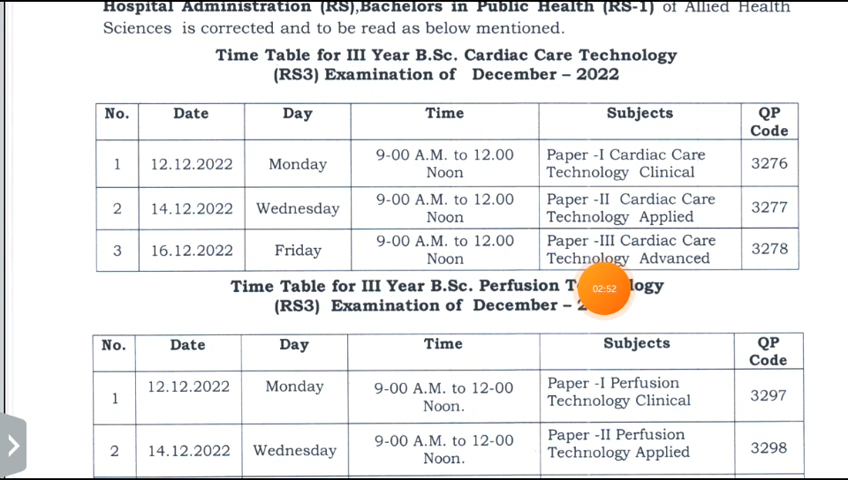 Hospital Administration (RS),Bachelors in Public Health (RS-1) of Allied Health
Sciences is corrected and to be read as below mentioned.
Time Table for III Year B.Sc. Cardiac Care Technology
(RS3) Examination of December – 2022
No. Date Day Time Subjects QP
Code
1 12.12.2022 Monday 9-00 A.M. to 12.00
Noon Paper -I Cardiac Care
Technology Clinical 3276
2 14.12.2022 Wednesday 9-00 A.M. to 12.00
Noon Paper -II Cardiac Care
Technology Applied 3277
3 16.12.2022 Friday 9-00 A.M. to 12.00
Noon Paper -III Cardiac Care
Technology Advanced 3278
Time Table for III Year B.Sc. Perfusion T logy
02:52
(RS3) Examination of December – 2
No. Date Day Time Subjects QP
Code
1 12.12.2022 Monday 9-00 A.M. to 12-00
Noon. Paper -I Perfusion
Technology Clinical 3297
2 14.12.2022 Wednesday 9-00 A.M. to 12-00
Noon. Paper -II Perfusion
Technology Applied 3298